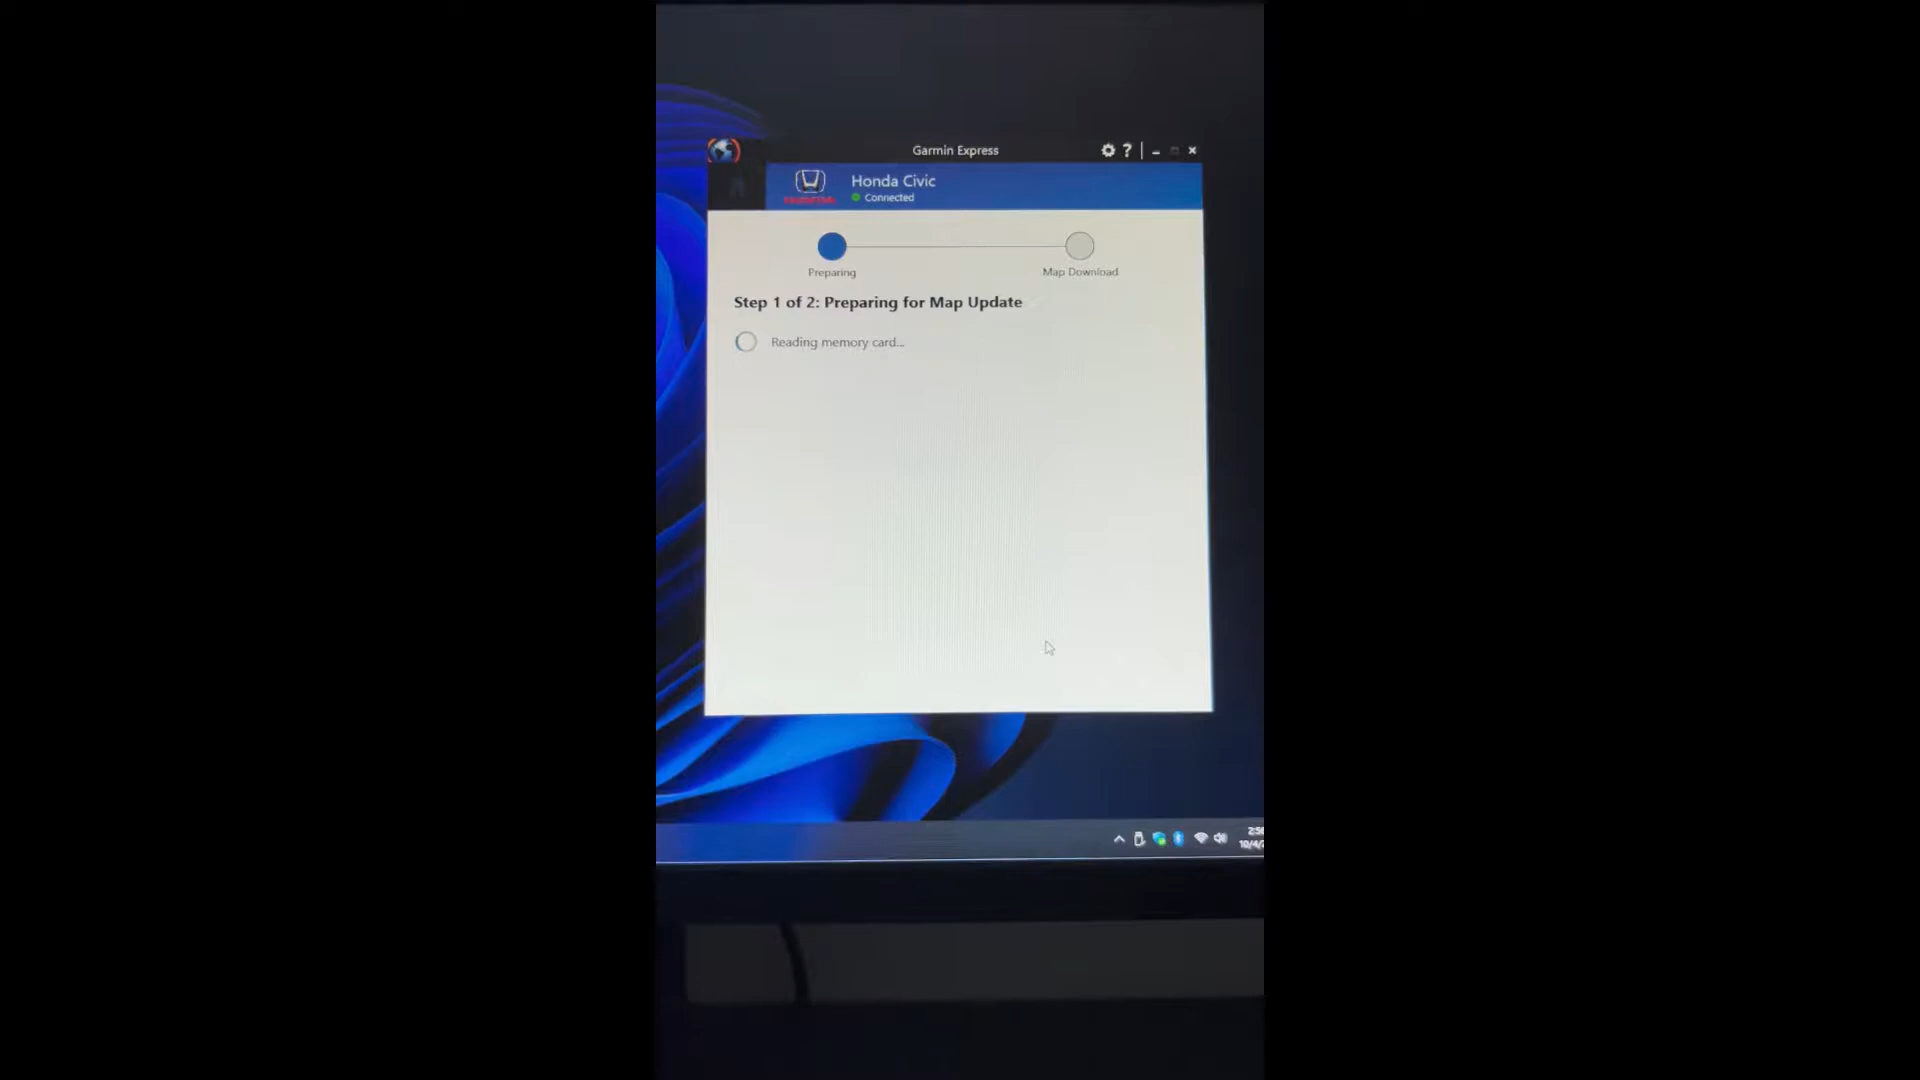 Garmin Express
?
Honda Civic
Connected
Preparing
Map Download
Step 1 of 2: Preparing for Map Update
Reading memory card...